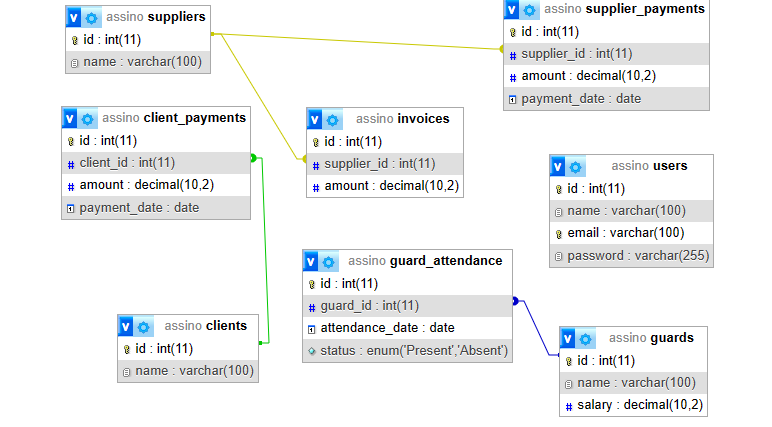 assino suppliers
id : int(11)
name : varchar(100)
assino supplier_payments
id : int(11)
supplier_id : int(11)
amount : decimal(10,2)
payment_date : date
assino client_payments
id : int(11)
client_id : int(11)
amount : decimal(10,2)
payment_date : date
assino invoices
id : int(11)
supplier_id : int(11)
amount : decimal(10,2)
assino users
id : int(11)
name : varchar(100)
email : varchar(100)
password : varchar(255)
assino guard_attendance
id : int(11)
guard_id : int(11)
attendance_date : date
status : enum('Present','Absent')
assino clients
id : int(11)
name : varchar(100)
assino guards
id : int(11)
name : varchar(100)
salary : decimal(10,2)